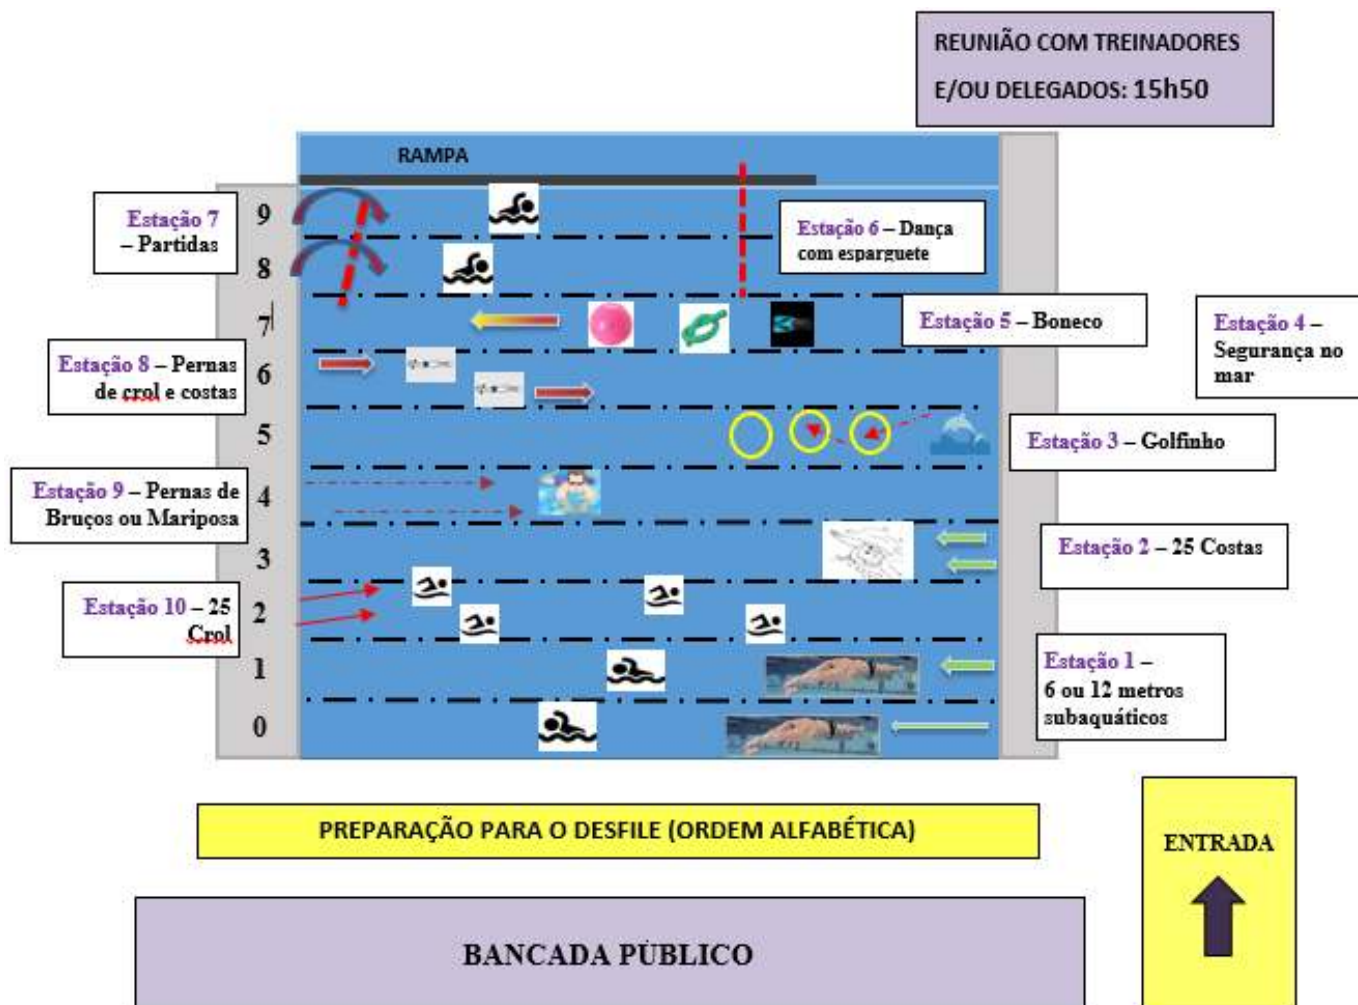 REUNIÃO COM TREINADORES
E/OU DELEGADOS: 15h50
RAMPA
Estação 7
– Partidas
9
8
7
6
5
4
3
2
1
0
Estação 6 – Dança
com esparguete
Estação 5 – Boneco
Estação 4 –
Segurança no
mar
Estação 8 – Pernas
de crol e costas
Estação 3 – Golfinho
Estação 9 – Pernas de
Bruços ou Mariposa
Estação 2 – 25 Costas
Estação 10 – 25
Crol
Estação 1 –
6 ou 12 metros
subaquáticos
PREPARAÇÃO PARA O DESFILE (ORDEM ALFABÉTICA)
ENTRADA
BANCADA PÚBLICO